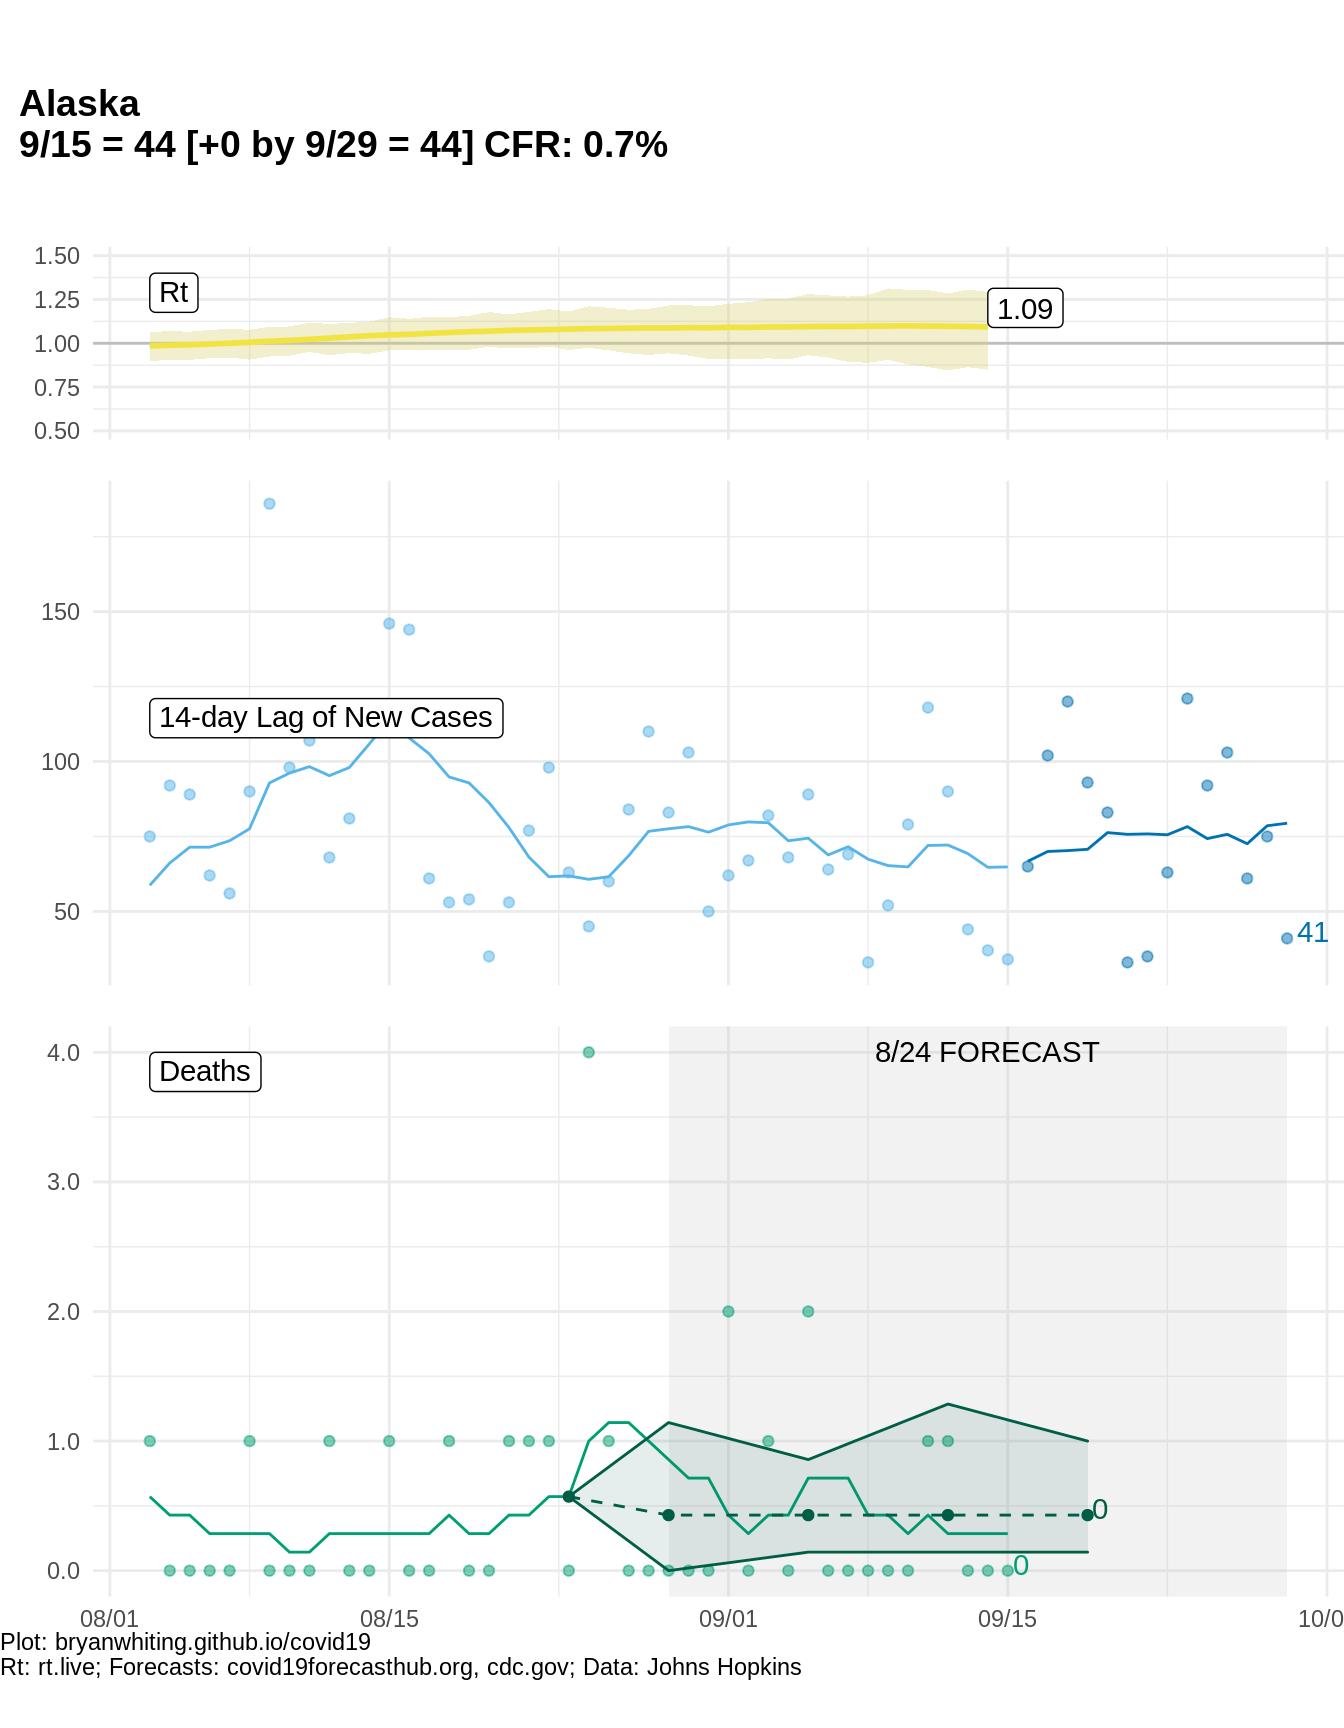 Alaska
9/15 = 44 [+0 by 9/29 = 44] CFR: 0.7%
1.50
1.25
1.00
0.75
0.50
Rt
1.09
150
100
50
14-day Lag of New Cases
41
4.0
3.0
2.0
1.0
0.0
Deaths
8/24 FORECAST
0
0
08/01
08/15
09/01
09/15
10/0
Plot: bryanwhiting.github.io/covid19
Rt: rt.live; Forecasts: covid19forecasthub.org, cdc.gov; Data: Johns Hopkins